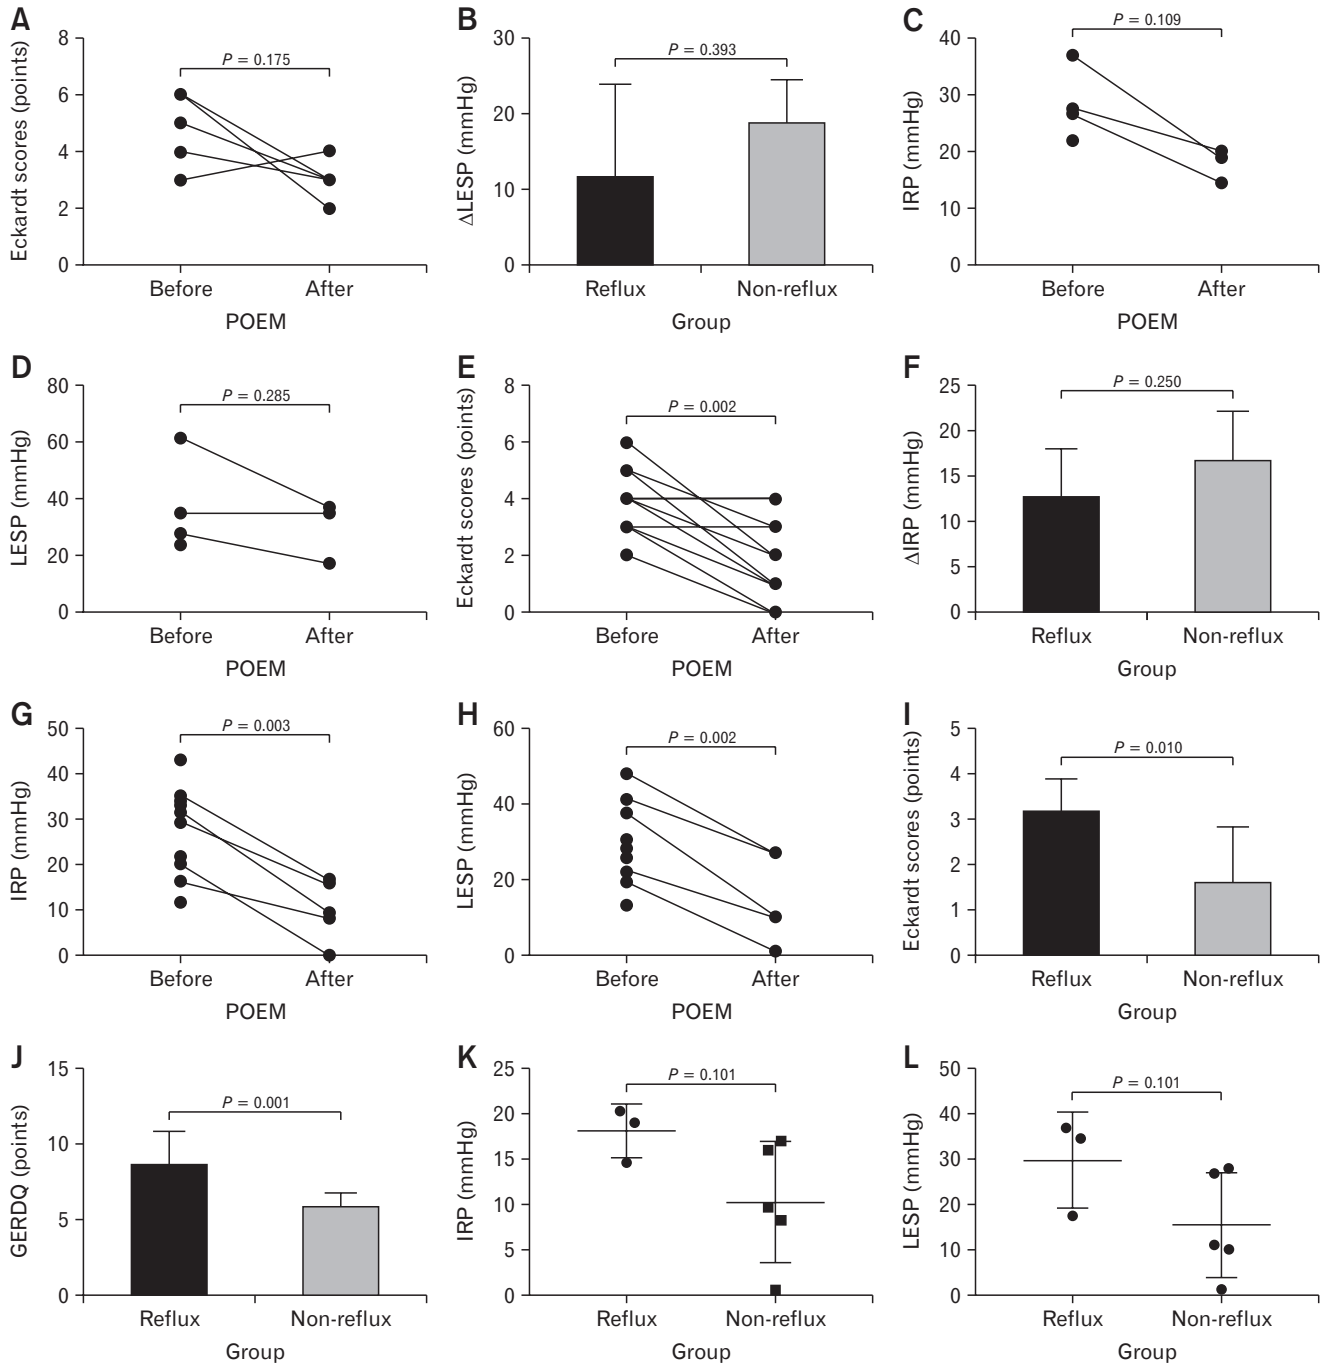 A
Eckardt scores (points)
8
6
4
2
0
P = 0.175
Before After
POEM
B
ΔLESP (mmHg)
30
20
10
0
P = 0.393
Reflux Non-reflux
Group
C
IRP (mmHg)
40
30
20
10
0
P = 0.109
Before After
POEM
D
LESP (mmHg)
80
60
40
20
0
P = 0.285
Before After
POEM
E
Eckardt scores (points)
8
6
4
2
0
P = 0.002
Before After
POEM
F
ΔIRP (mmHg)
25
20
15
10
5
0
P = 0.250
Reflux Non-reflux
Group
G
IRP (mmHg)
50
40
30
20
10
0
P = 0.003
Before After
POEM
H
LESP (mmHg)
60
40
20
0
P = 0.002
Before After
POEM
I
Eckardt scores (points)
5
4
3
2
1
0
P = 0.010
Reflux Non-reflux
Group
J
GERDQ (points)
15
10
5
0
P = 0.001
Reflux Non-reflux
Group
K
IRP (mmHg)
25
20
15
10
5
0
P = 0.101
Reflux Non-reflux
Group
L
LESP (mmHg)
50
40
30
20
10
0
P = 0.101
Reflux Non-reflux
Group